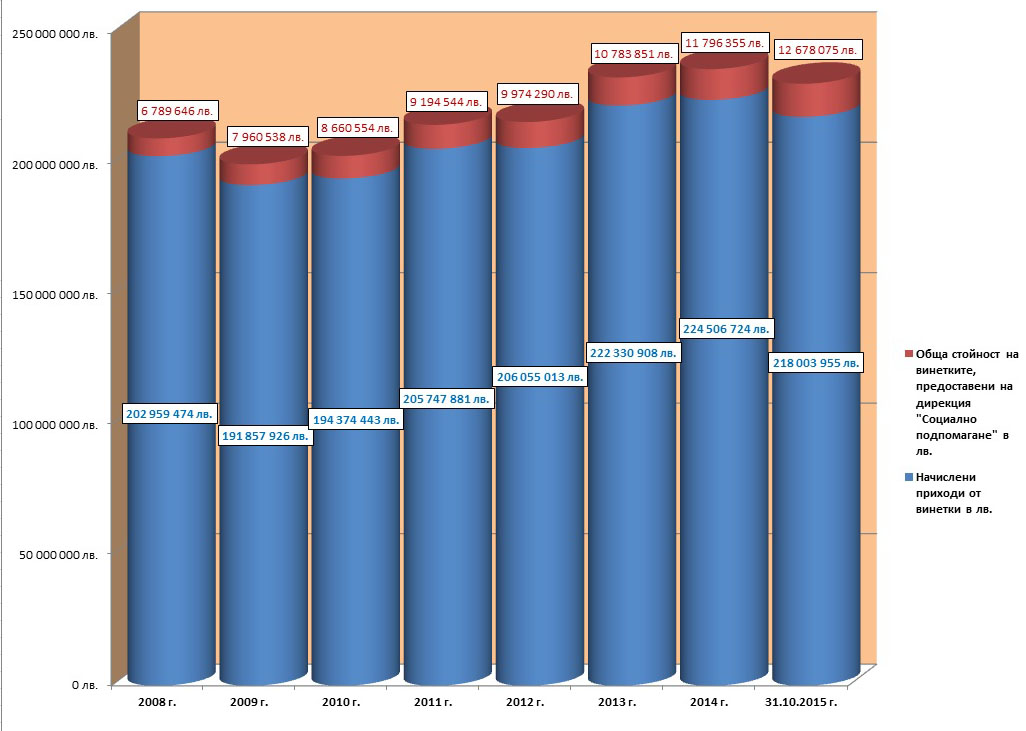 250 000 000 лв.
200 000 000 лв.
150 000 000 лв.
100 000 000 лв.
50 000 000 лв.
0 лв.
6 789 646 лв.
7 960 538 лв.
8 660 554 лв.
9 194 544 лв.
9 974 290 лв.
10 783 851 лв.
11 796 355 лв.
12 678 075 лв.
202 959 474 лв.
191 857 926 лв.
194 374 443 лв.
205 747 881 лв.
206 055 013 лв.
222 330 908 лв.
224 506 724 лв.
218 003 955 лв.
2008 г.
2009 г.
2010 г.
2011 г.
2012 г.
2013 г.
2014 г.
31.10.2015 г.
Обща стойност на
винетките,
предоставени на
дирекция
"Социално
подпомагане" в
лв.
Начислени
приходи от
винетки в лв.